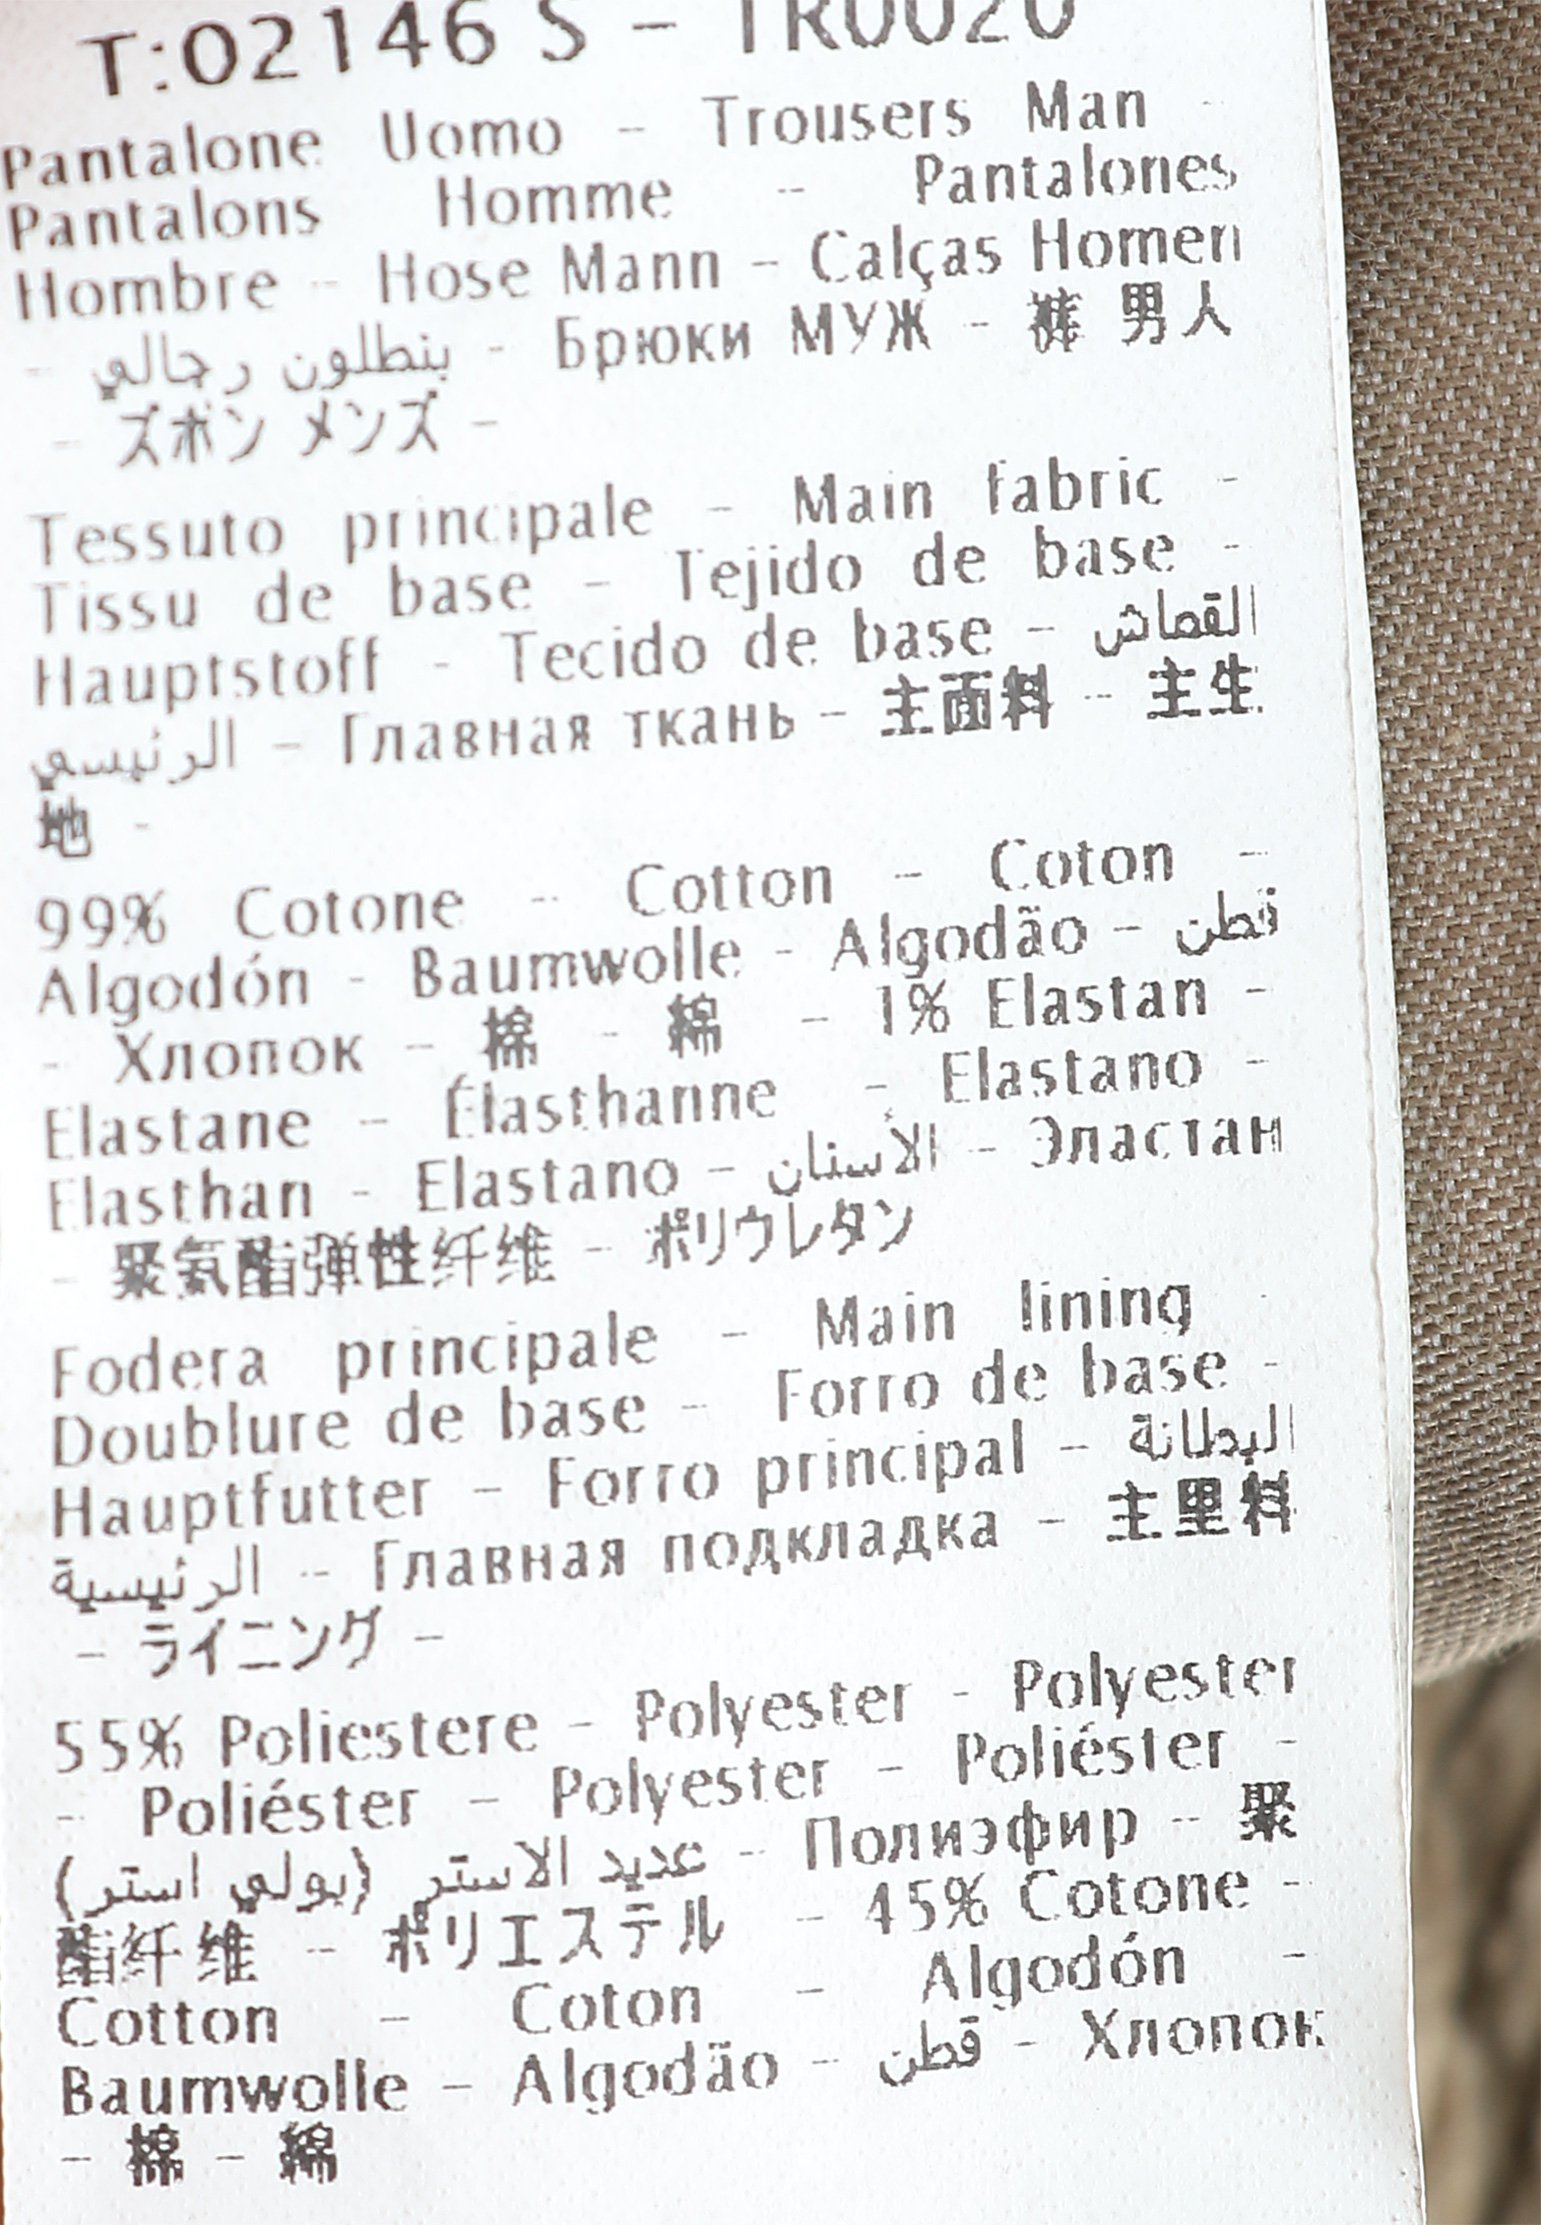 T:02146 S - TR0020
Pantalone Uomo - Trousers Man -
Pantalons Homme - Pantalones
Hombre - Hose Mann - Calças Homen
- بنطلون رجالي - Брюки МУЖ - 裤 男人
- ズボン メンズ -
Tessuto principale - Main fabric -
Tissu de base - Tejido de base -
Hauptstoff - Tecido de base - القماش
الرئيسي - Главная ткань - 主面料 - 主生
地 -
99% Cotone - Cotton - Coton -
Algodón - Baumwolle - Algodão - قطن
- Хлопок - 棉 - 綿 - 1% Elastan -
Elastane - Élasthanne - Elastano -
Elasthan - Elastano - الأستان - Эластан
- 聚氨酯弹性纤维 - ポリウレタン
Fodera principale - Main lining -
Doublure de base - Forro de base -
Hauptfutter - Forro principal - البطانة
الرئيسية - Главная подкладка - 主里料
- ライニング -
55% Poliestere - Polyester - Polyester
- Poliéster - Polyester - Poliéster -
عديد الاستر (بولي استر) - Полиэфир - 聚
酯纤维 - ポリエステル - 45% Cotone -
Cotton - Coton - Algodón -
Baumwolle - Algodão - قطن - Хлопок
- 棉 - 綿